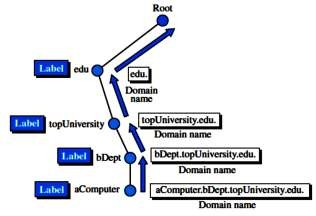 Root
Label edu
edu.
Domain
name
Label topUniversity
topUniversity.edu.
Domain name
Label bDept
bDept.topUniversity.edu.
Domain name
Label aComputer
aComputer.bDept.topUniversity.edu.
Domain name